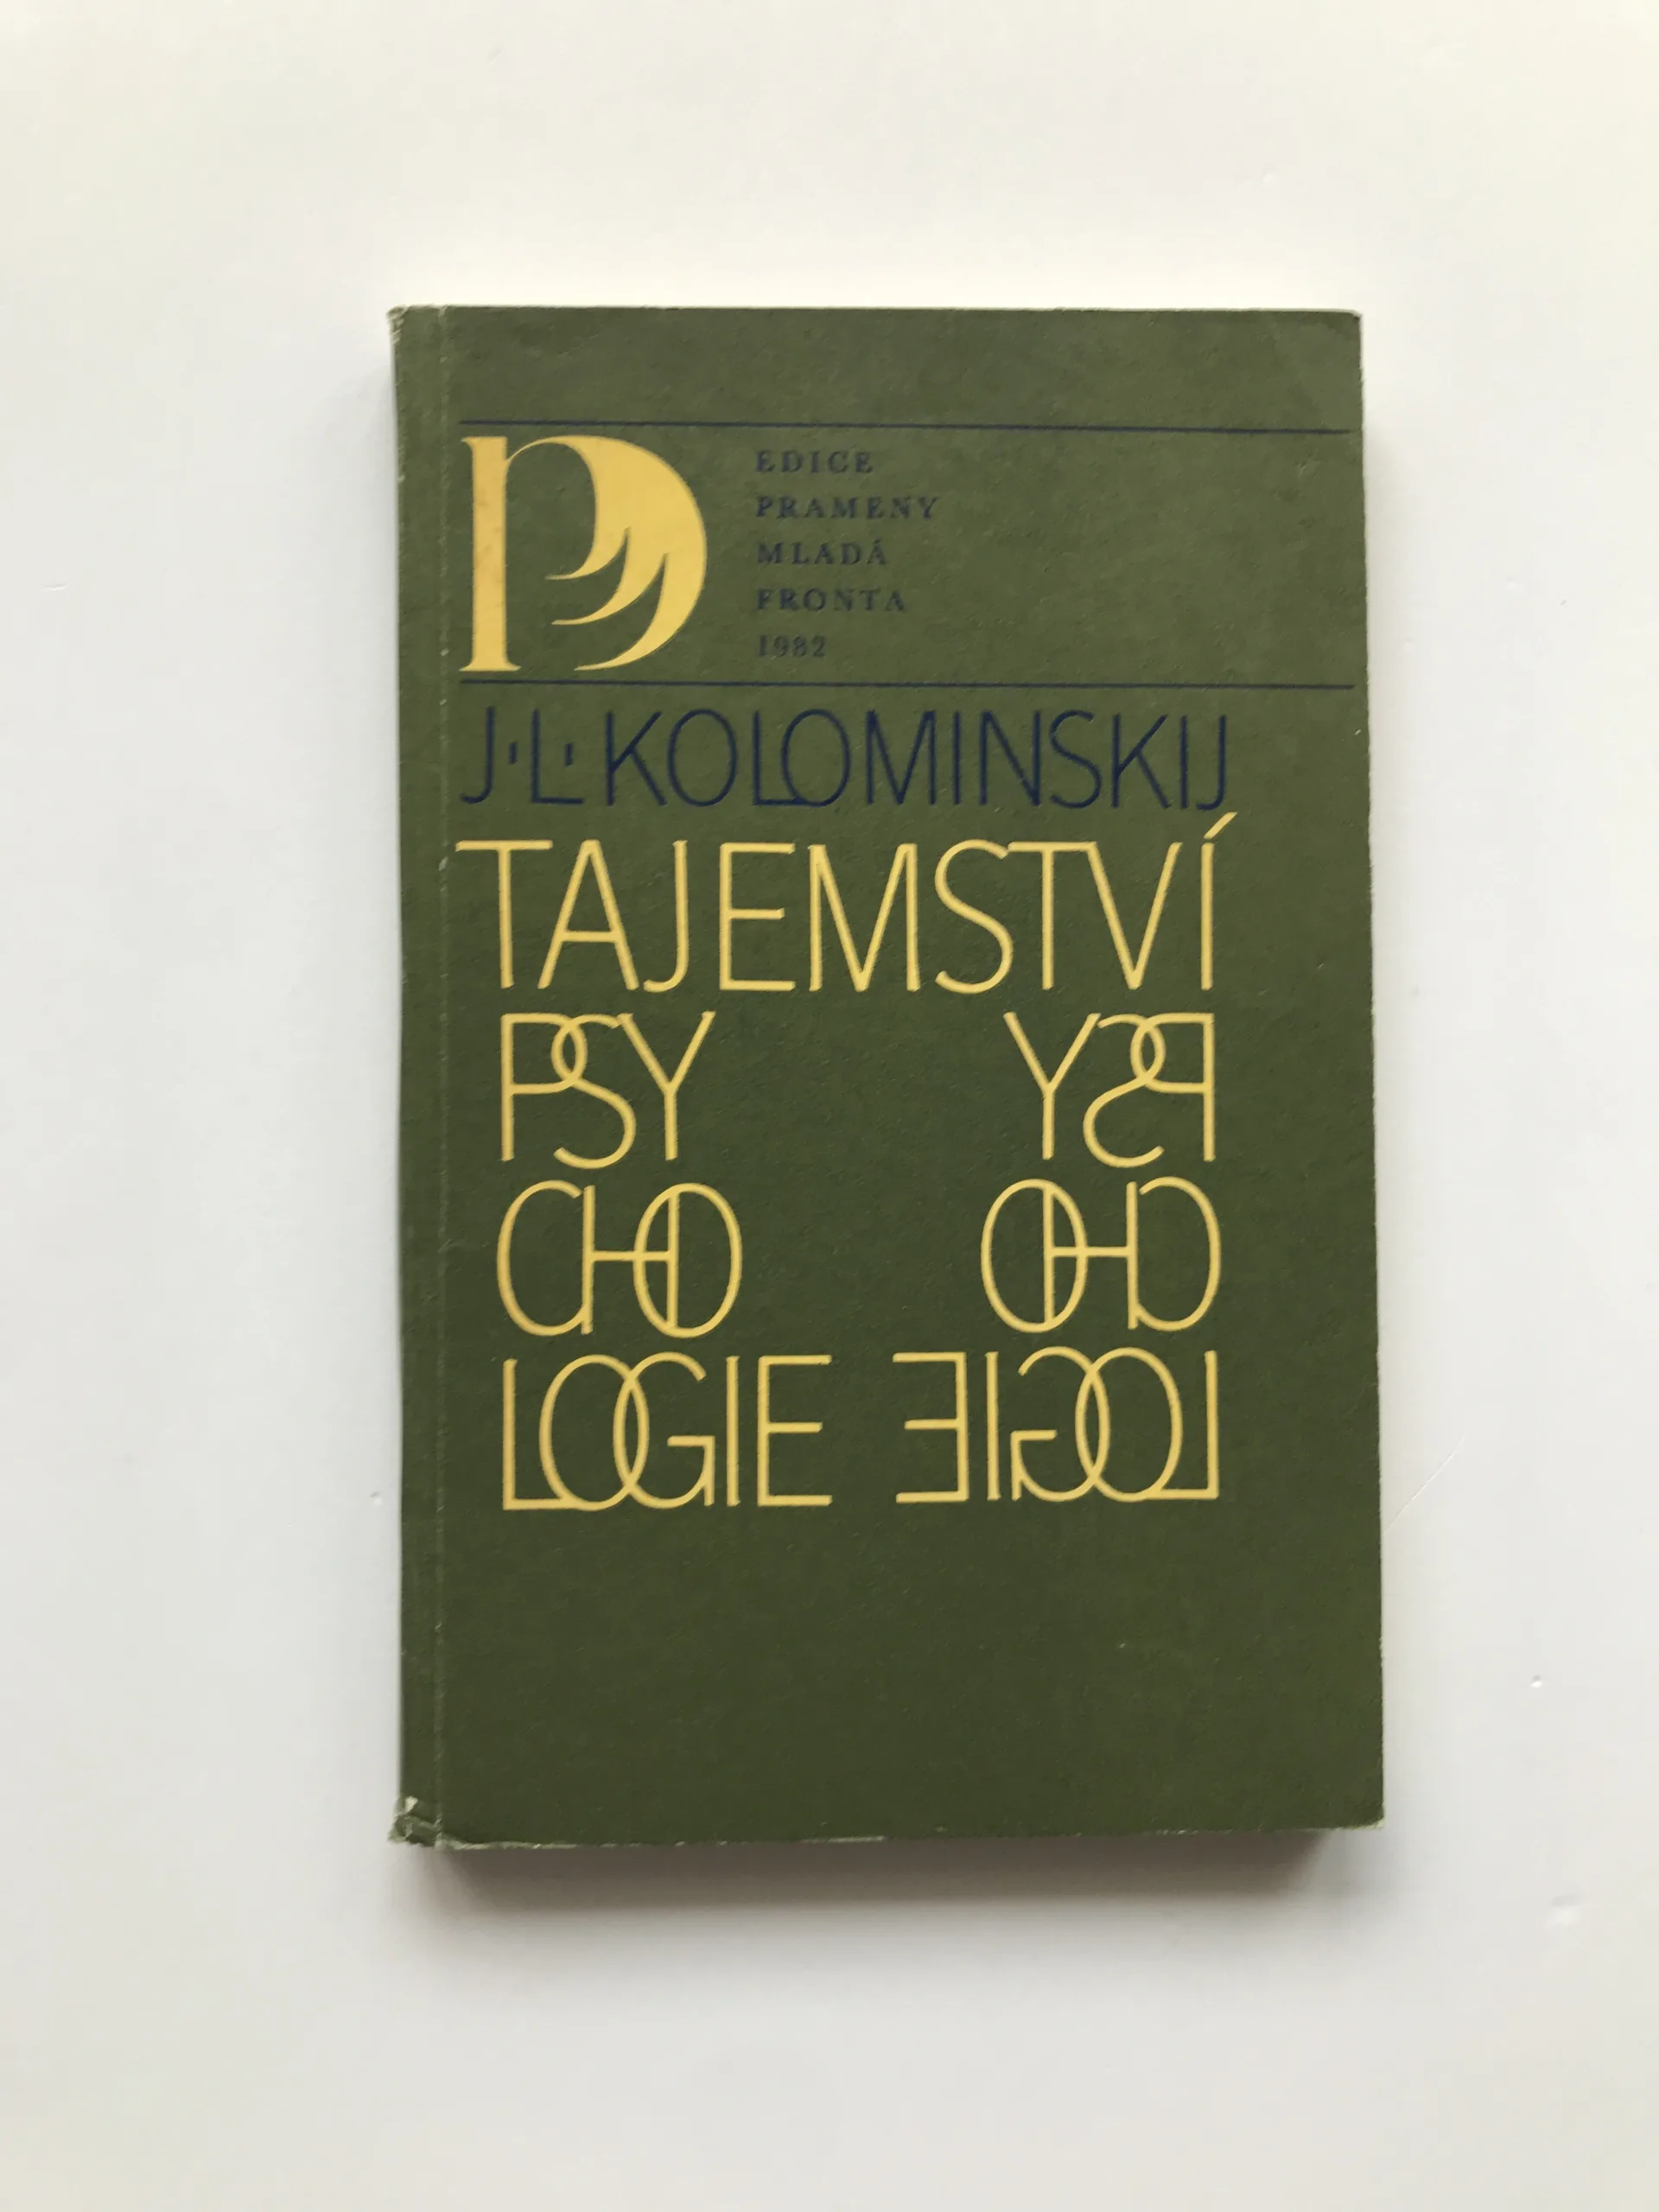 P
EDICE
PRAMENY
MLADÁ
FRONTA
1982
J·L· KOLOMINSKIJ
TAJEMSTVÍ
PSY PSY
CHO CHO
LOGIE LOGIE